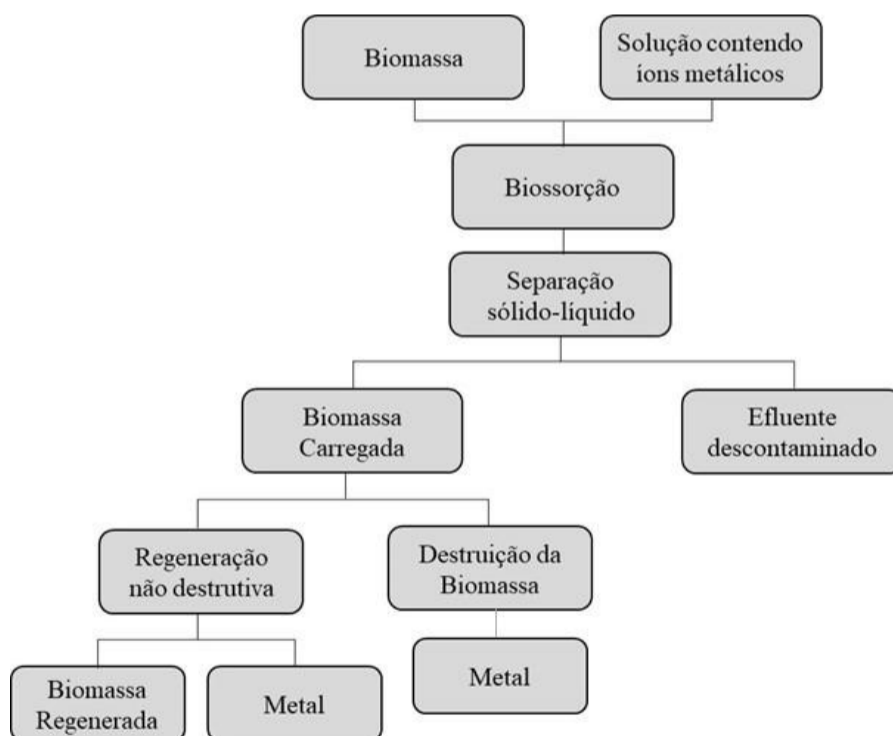 Biomassa
Solução contendo
íons metálicos
Biossorção
Separação
sólido-líquido
Biomassa
Carregada
Efluente
descontaminado
Regeneração
não destrutiva
Destruição da
Biomassa
Biomassa
Regenerada
Metal
Metal